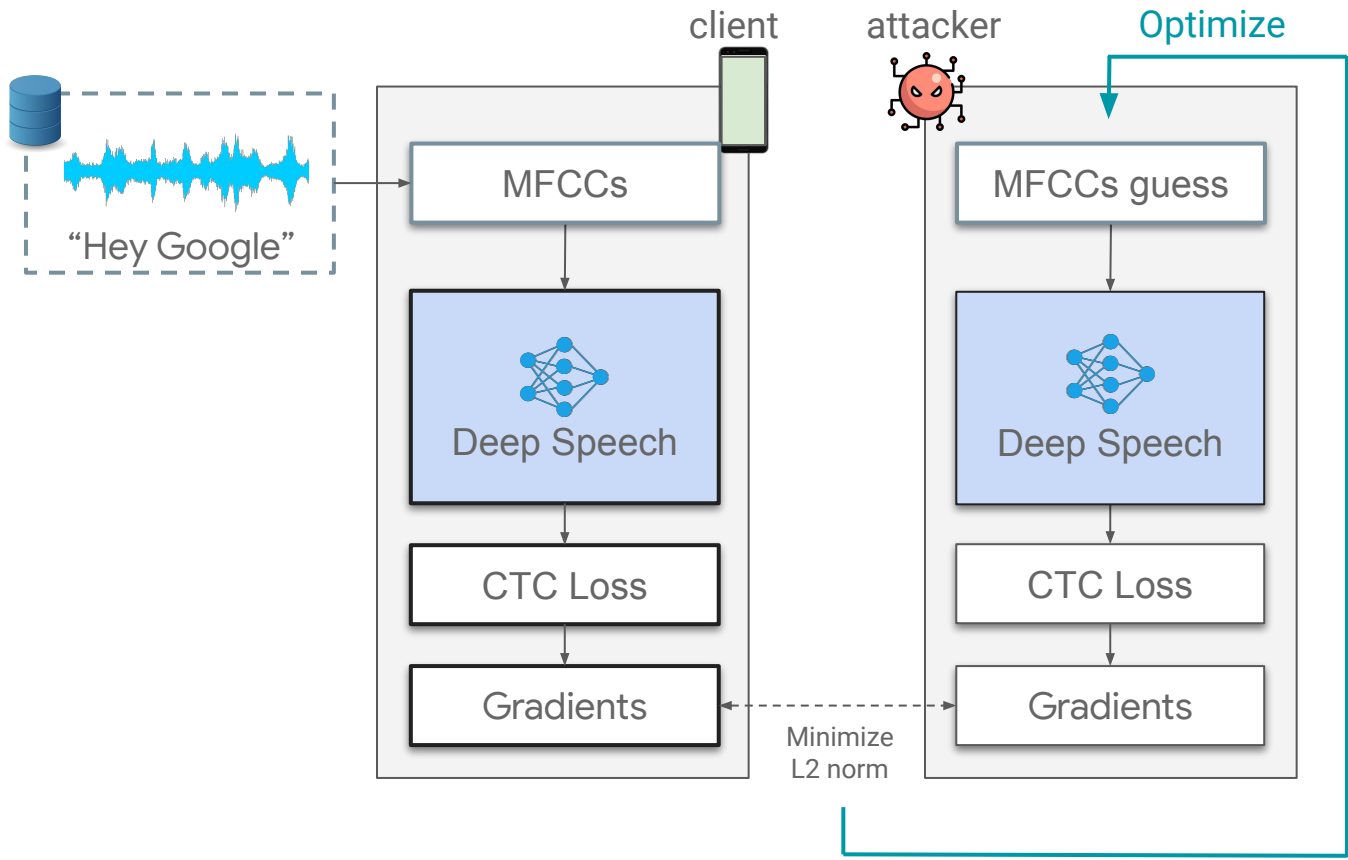 client
attacker
Optimize
“Hey Google”
MFCCs
Deep Speech
CTC Loss
Gradients
MFCCs guess
Deep Speech
CTC Loss
Gradients
Minimize
L2 norm